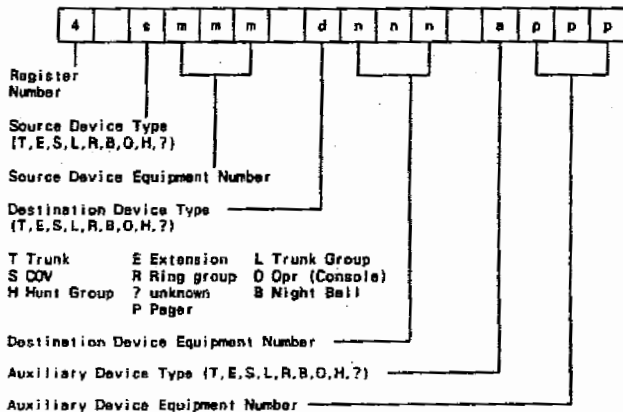 4 s m m m d n n n a p p p
Register
Number
Source Device Type
(T,E,S,L,R,B,O,H,?)
Source Device Equipment Number
Destination Device Type
(T,E,S,L,R,B,O,H,?)
T Trunk E Extension L Trunk Group
S COV R Ring group O Opr (Console)
H Hunt Group ? unknown B Night Bell
P Pager
Destination Device Equipment Number
Auxiliary Device Type (T,E,S,L,R,B,O,H,?)
Auxiliary Device Equipment Number